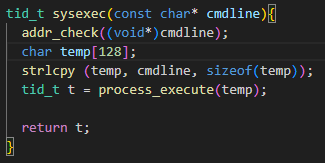 tid_t sysexec(const char* cmdline){
addr_check((void*)cmdline);
char temp[128];
strlcpy (temp, cmdline, sizeof(temp));
tid_t t = process_execute(temp);
return t;
}